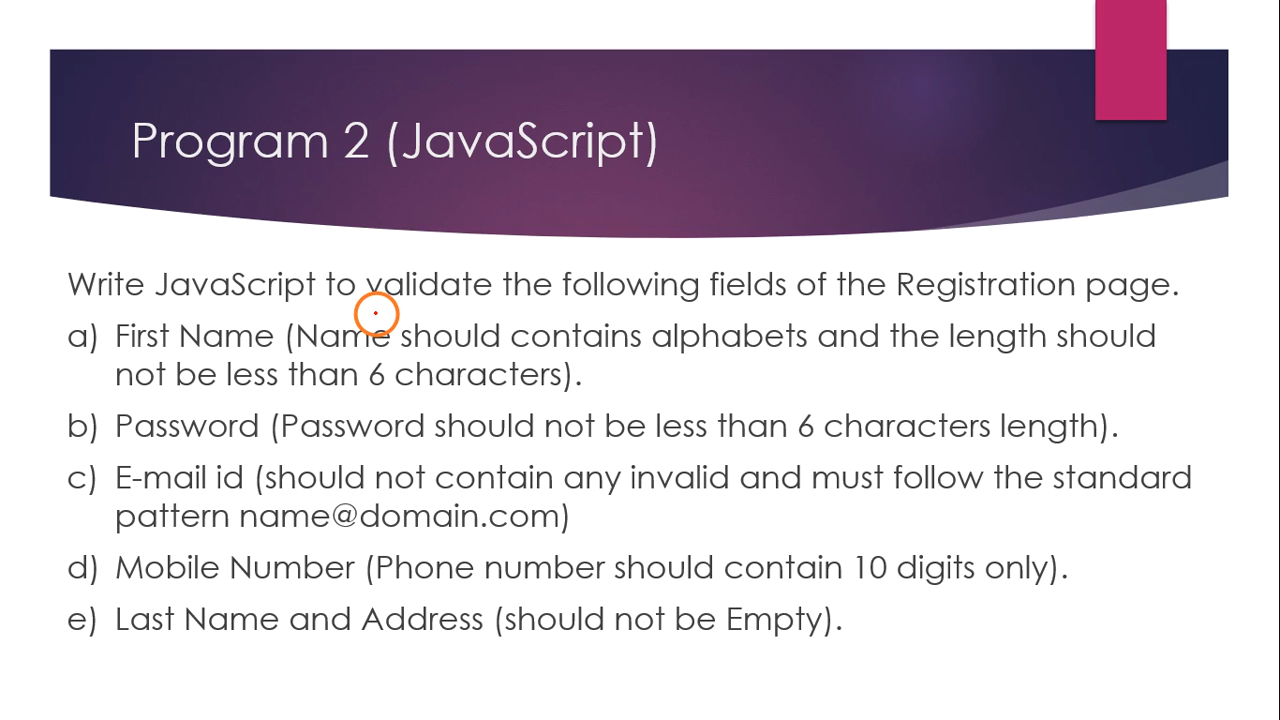 Program 2 (JavaScript)
Write JavaScript to validate the following fields of the Registration page.
a) First Name (Name should contains alphabets and the length should
not be less than 6 characters).
b) Password (Password should not be less than 6 characters length).
c) E-mail id (should not contain any invalid and must follow the standard
pattern name@domain.com)
d) Mobile Number (Phone number should contain 10 digits only).
e) Last Name and Address (should not be Empty).